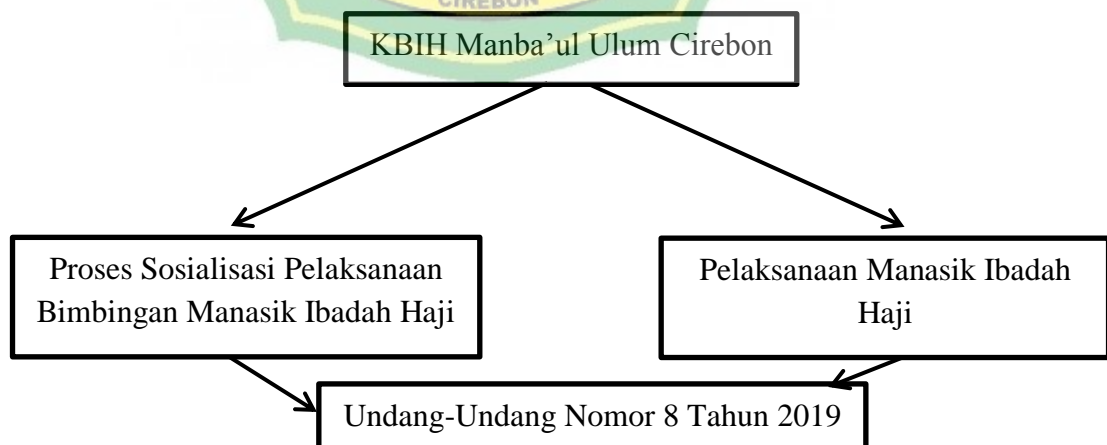 CIREBON
KBIH Manba’ul Ulum Cirebon
Proses Sosialisasi Pelaksanaan
Bimbingan Manasik Ibadah Haji
Pelaksanaan Manasik Ibadah
Haji
Undang-Undang Nomor 8 Tahun 2019